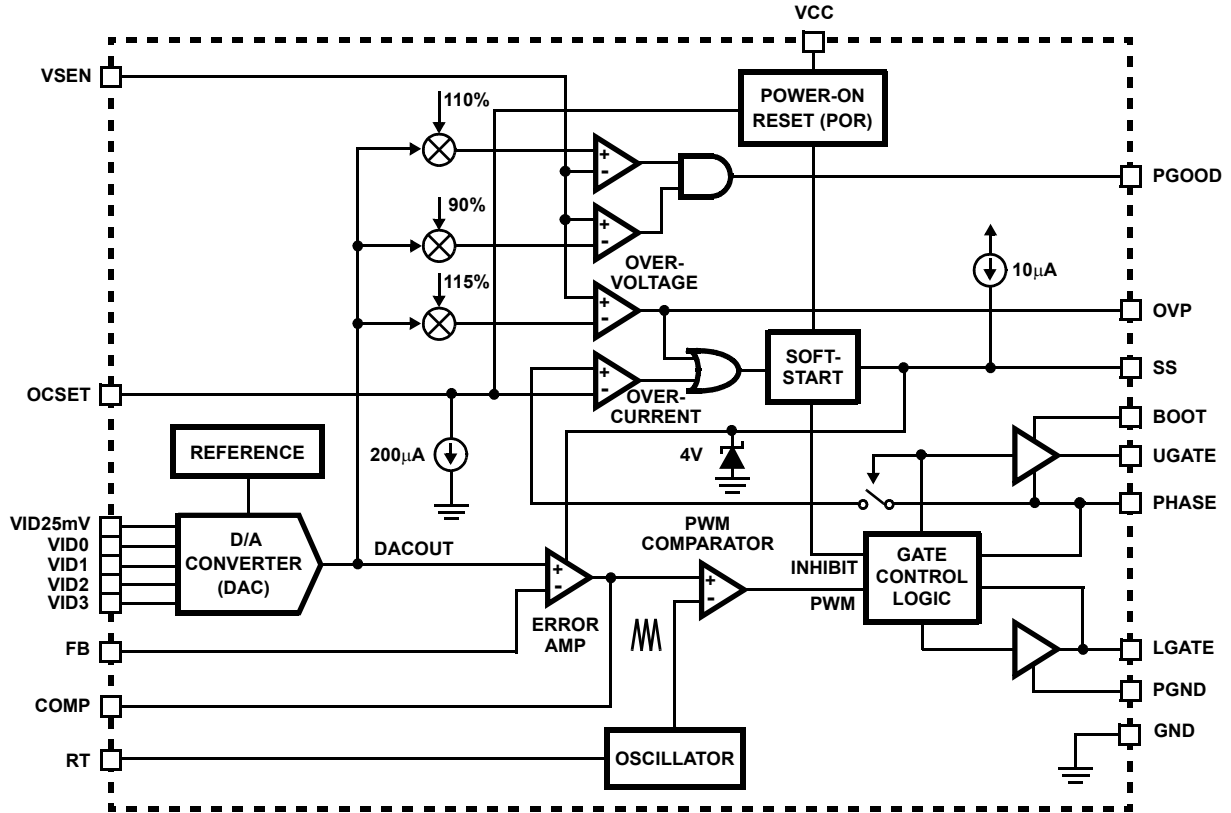 VCC
VSEN
110%
POWER-ON
RESET (POR)
+
-
PGOOD
90%
+
-
10µA
OVER-
VOLTAGE
115%
+
-
OVP
SOFT-
START
SS
+
-
OCSET
OVER-
CURRENT
BOOT
REFERENCE
200µA
4V
UGATE
PHASE
VID25mV
VID0
VID1
VID2
VID3
D/A
CONVERTER
(DAC)
DACOUT
PWM
COMPARATOR
+
-
+
-
INHIBIT
PWM
GATE
CONTROL
LOGIC
ERROR
AMP
FB
LGATE
PGND
COMP
GND
RT
OSCILLATOR